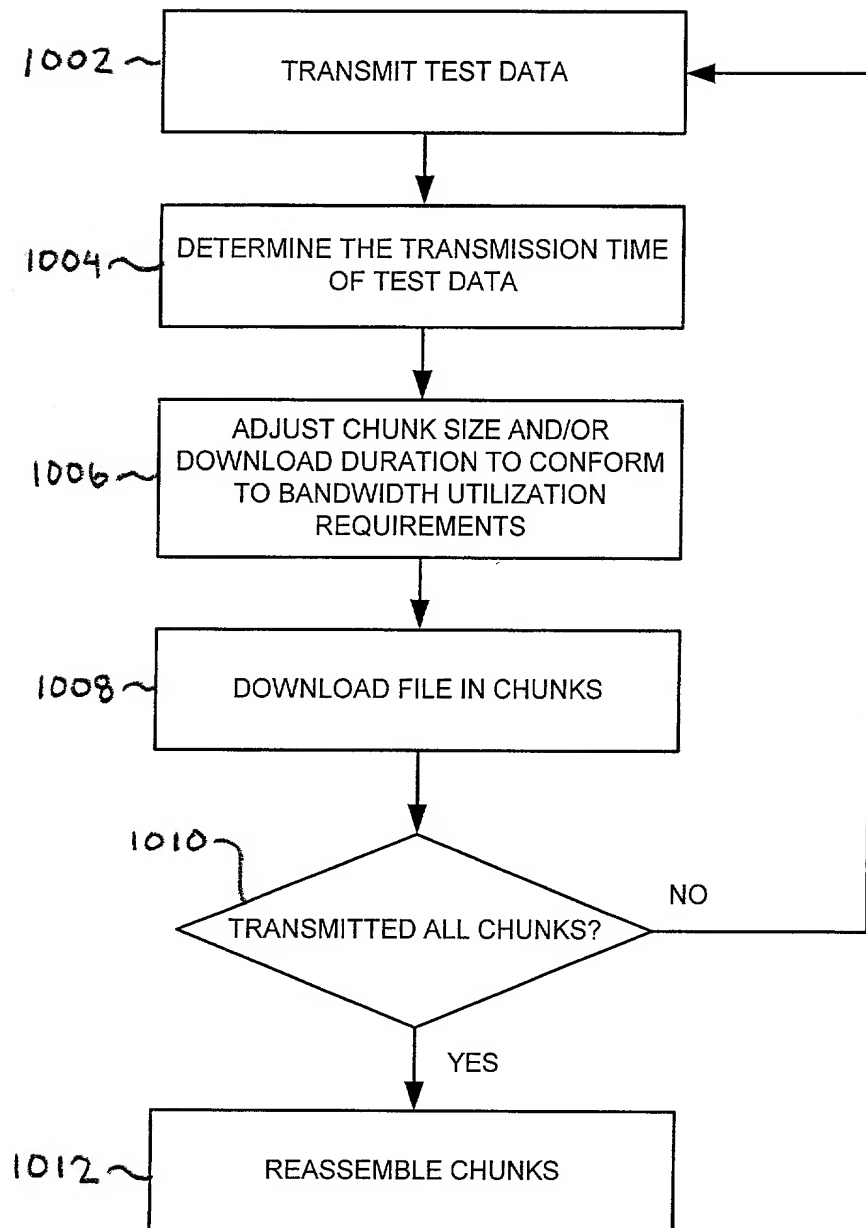 1002
TRANSMIT TEST DATA
1004
DETERMINE THE TRANSMISSION TIME
OF TEST DATA
1006
ADJUST CHUNK SIZE AND/OR
DOWNLOAD DURATION TO CONFORM
TO BANDWIDTH UTILIZATION
REQUIREMENTS
1008
DOWNLOAD FILE IN CHUNKS
1010
TRANSMITTED ALL CHUNKS?
NO
YES
1012
REASSEMBLE CHUNKS